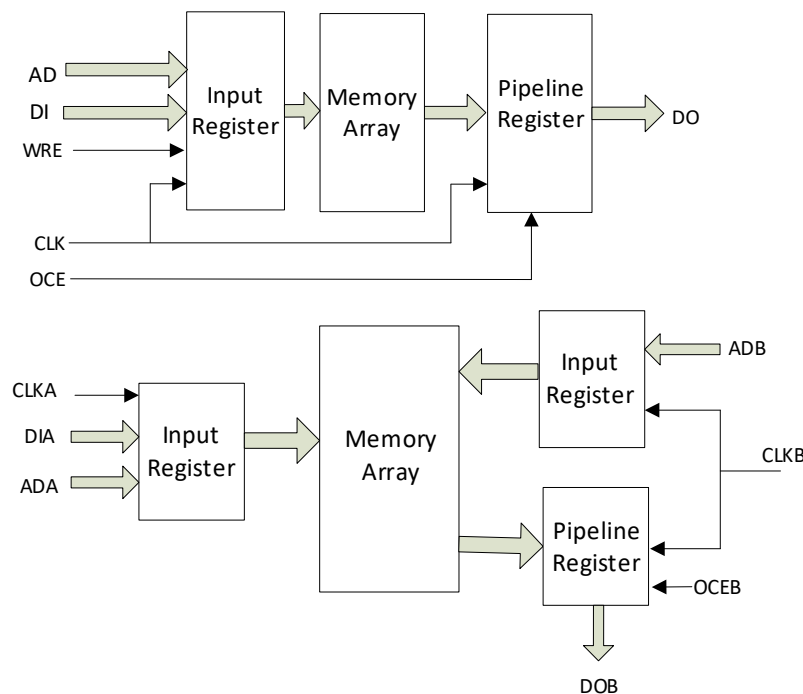 AD
DI
WRE
CLK
OCE
Input
Register
Memory
Array
Pipeline
Register
DO
CLKA
DIA
ADA
Input
Register
Memory
Array
Input
Register
ADB
CLKB
Pipeline
Register
OCEB
DOB